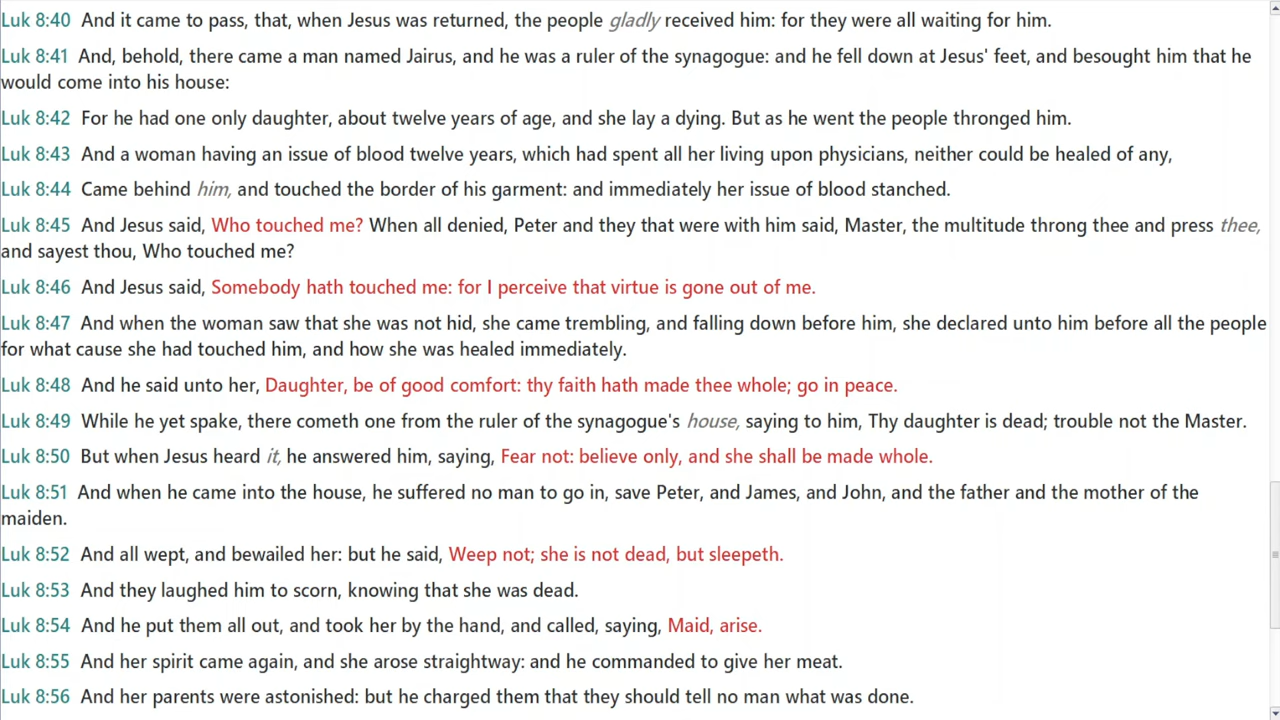 Luk 8:40 And it came to pass, that, when Jesus was returned, the people gladly received him: for they were all waiting for him.
Luk 8:41 And, behold, there came a man named Jairus, and he was a ruler of the synagogue: and he fell down at Jesus' feet, and besought him that he
would come into his house:
Luk 8:42 For he had one only daughter, about twelve years of age, and she lay a dying. But as he went the people thronged him.
Luk 8:43 And a woman having an issue of blood twelve years, which had spent all her living upon physicians, neither could be healed of any,
Luk 8:44 Came behind him, and touched the border of his garment: and immediately her issue of blood stanched.
Luk 8:45 And Jesus said, Who touched me? When all denied, Peter and they that were with him said, Master, the multitude throng thee and press thee,
and sayest thou, Who touched me?
Luk 8:46 And Jesus said, Somebody hath touched me: for I perceive that virtue is gone out of me.
Luk 8:47 And when the woman saw that she was not hid, she came trembling, and falling down before him, she declared unto him before all the people
for what cause she had touched him, and how she was healed immediately.
Luk 8:48 And he said unto her, Daughter, be of good comfort: thy faith hath made thee whole; go in peace.
Luk 8:49 While he yet spake, there cometh one from the ruler of the synagogue's house, saying to him, Thy daughter is dead; trouble not the Master.
Luk 8:50 But when Jesus heard it, he answered him, saying, Fear not: believe only, and she shall be made whole.
Luk 8:51 And when he came into the house, he suffered no man to go in, save Peter, and James, and John, and the father and the mother of the
maiden.
Luk 8:52 And all wept, and bewailed her: but he said, Weep not; she is not dead, but sleepeth.
Luk 8:53 And they laughed him to scorn, knowing that she was dead.
Luk 8:54 And he put them all out, and took her by the hand, and called, saying, Maid, arise.
Luk 8:55 And her spirit came again, and she arose straightway: and he commanded to give her meat.
Luk 8:56 And her parents were astonished: but he charged them that they should tell no man what was done.